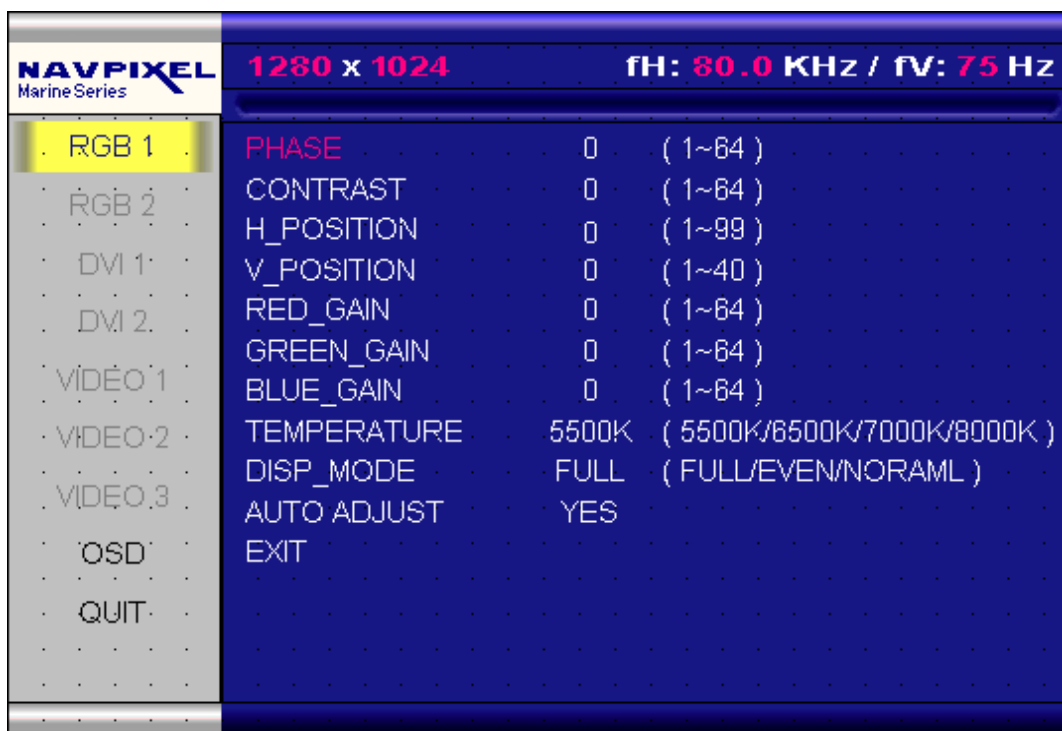 NAVPIXEL
Marine Series
1280 x 1024 fH: 80.0 KHz / fV: 75 Hz
RGB 1
RGB 2
DVI 1
DVI 2
VIDEO 1
VIDEO 2
VIDEO 3
OSD
QUIT
PHASE 0 ( 1~64 )
CONTRAST 0 ( 1~64 )
H_POSITION 0 ( 1~99 )
V_POSITION 0 ( 1~40 )
RED_GAIN 0 ( 1~64 )
GREEN_GAIN 0 ( 1~64 )
BLUE_GAIN 0 ( 1~64 )
TEMPERATURE 5500K ( 5500K/6500K/7000K/8000K )
DISP_MODE FULL ( FULL/EVEN/NORAML )
AUTO ADJUST YES
EXIT